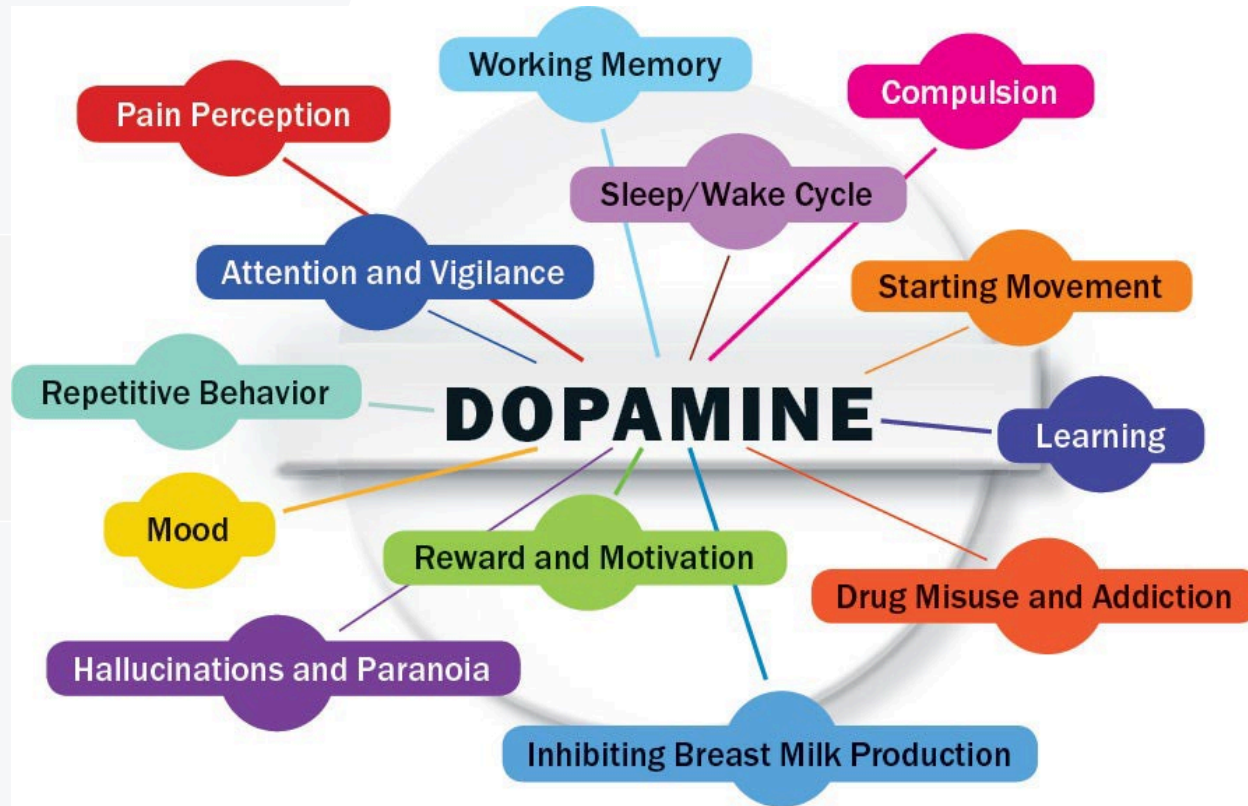 Working Memory
Compulsion
Pain Perception
Sleep/Wake Cycle
Attention and Vigilance
Starting Movement
Repetitive Behavior
DOPAMINE
Learning
Mood
Reward and Motivation
Drug Misuse and Addiction
Hallucinations and Paranoia
Inhibiting Breast Milk Production